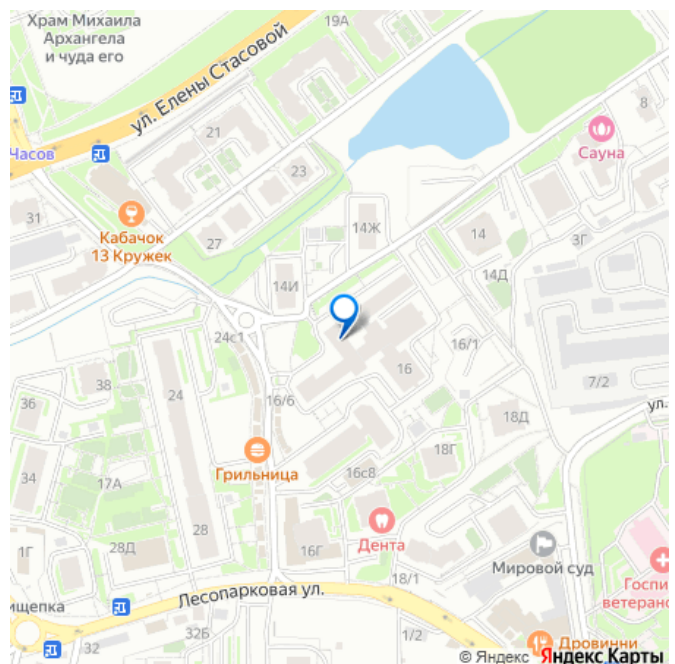 Храм Михаила
Архангела
и чуда его
19А
ул. Елены Стасовой
Часов
21
23
8
Сауна
31
Кабачок
13 Кружек
27
14Ж
14
3Г
14И
14Д
24с1
16/1
38
24
16
7/2
36
16/6
ул.
18Д
Грильница
16с8
18Г
34
17А
28
1Г
28Д
16Г
Дента
Мировой суд
18/1
Госпи
ветеранс
Лесопарковая ул.
ищепка
32
32Б
1/2
Дровинни
© Яндекс Яндекс Карты